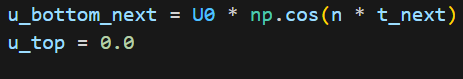 u_bottom_next = U0 * np.cos(n * t_next)
u_top = 0.0